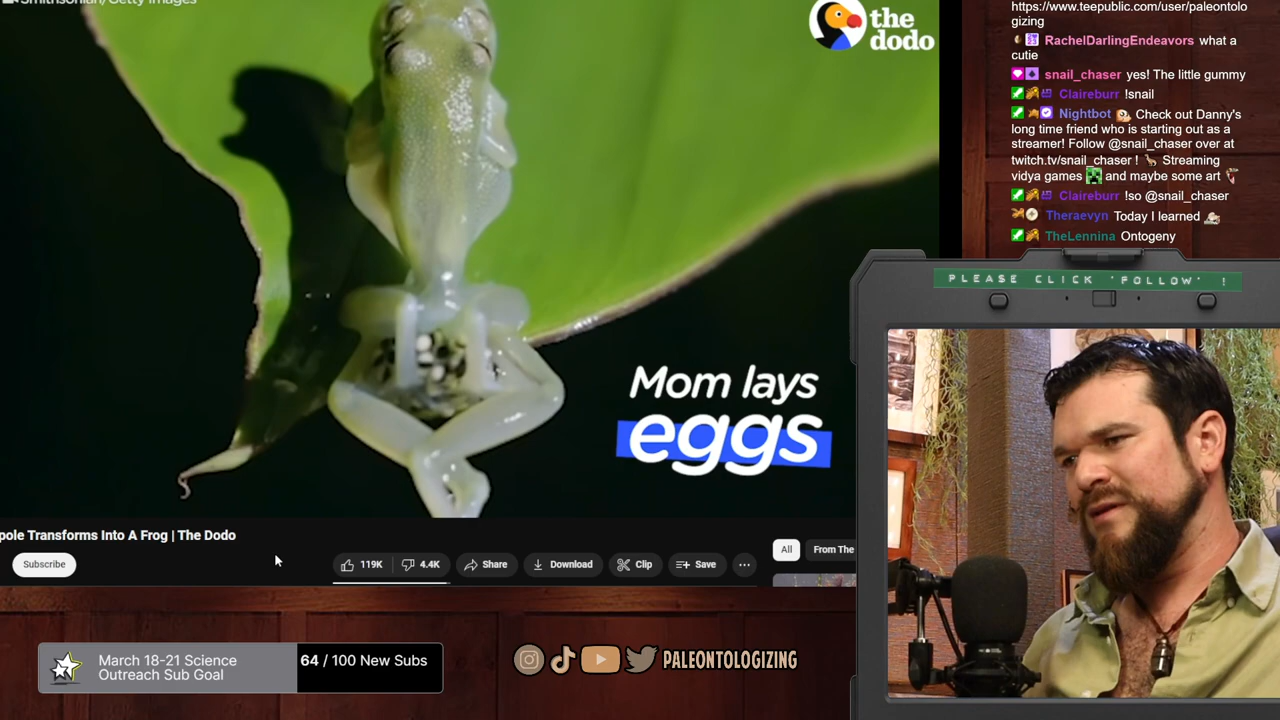 Smithsonian/Getty Images
the
dodo
Mom lays
eggs
pole Transforms Into A Frog | The Dodo
Subscribe
119K
4.4K
Share
Download
Clip
Save
All
From The
https://www.teepublic.com/user/paleontolo
gizing
RachelDarlingEndeavors what a
cutie
snail_chaser yes! The little gummy
Claireburr !snail
Nightbot Check out Danny's
long time friend who is starting out as a
streamer! Follow @snail_chaser over at
twitch.tv/snail_chaser ! Streaming
vidya games and maybe some art
Claireburr !so @snail_chaser
Theraevyn Today I learned
TheLennina Ontogeny
PLEASE CLICK "FOLLOW" !
March 18-21 Science
Outreach Sub Goal
64 / 100 New Subs
PALEONTOLOGIZING